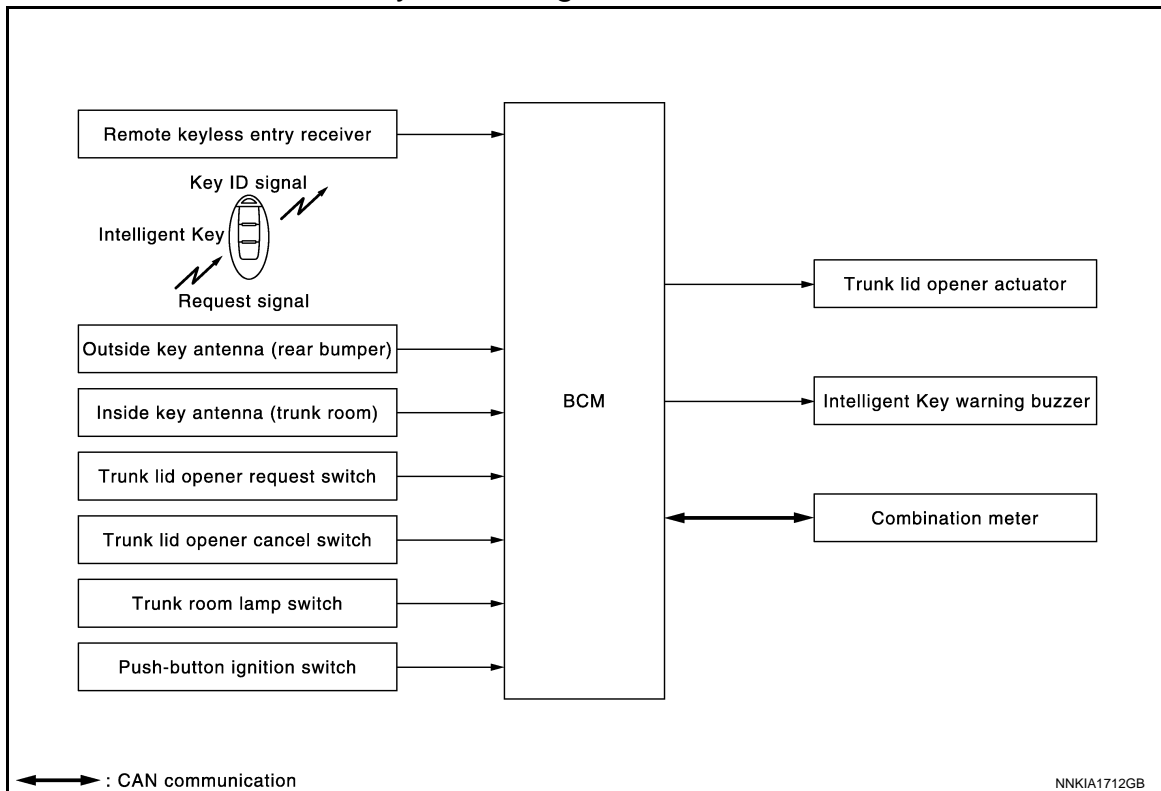 Remote keyless entry receiver
Key ID signal
Intelligent Key
Request signal
Outside key antenna (rear bumper)
Inside key antenna (trunk room)
Trunk lid opener request switch
Trunk lid opener cancel switch
Trunk room lamp switch
Push-button ignition switch
BCM
Trunk lid opener actuator
Intelligent Key warning buzzer
Combination meter
: CAN communication
NNKIA1712GB